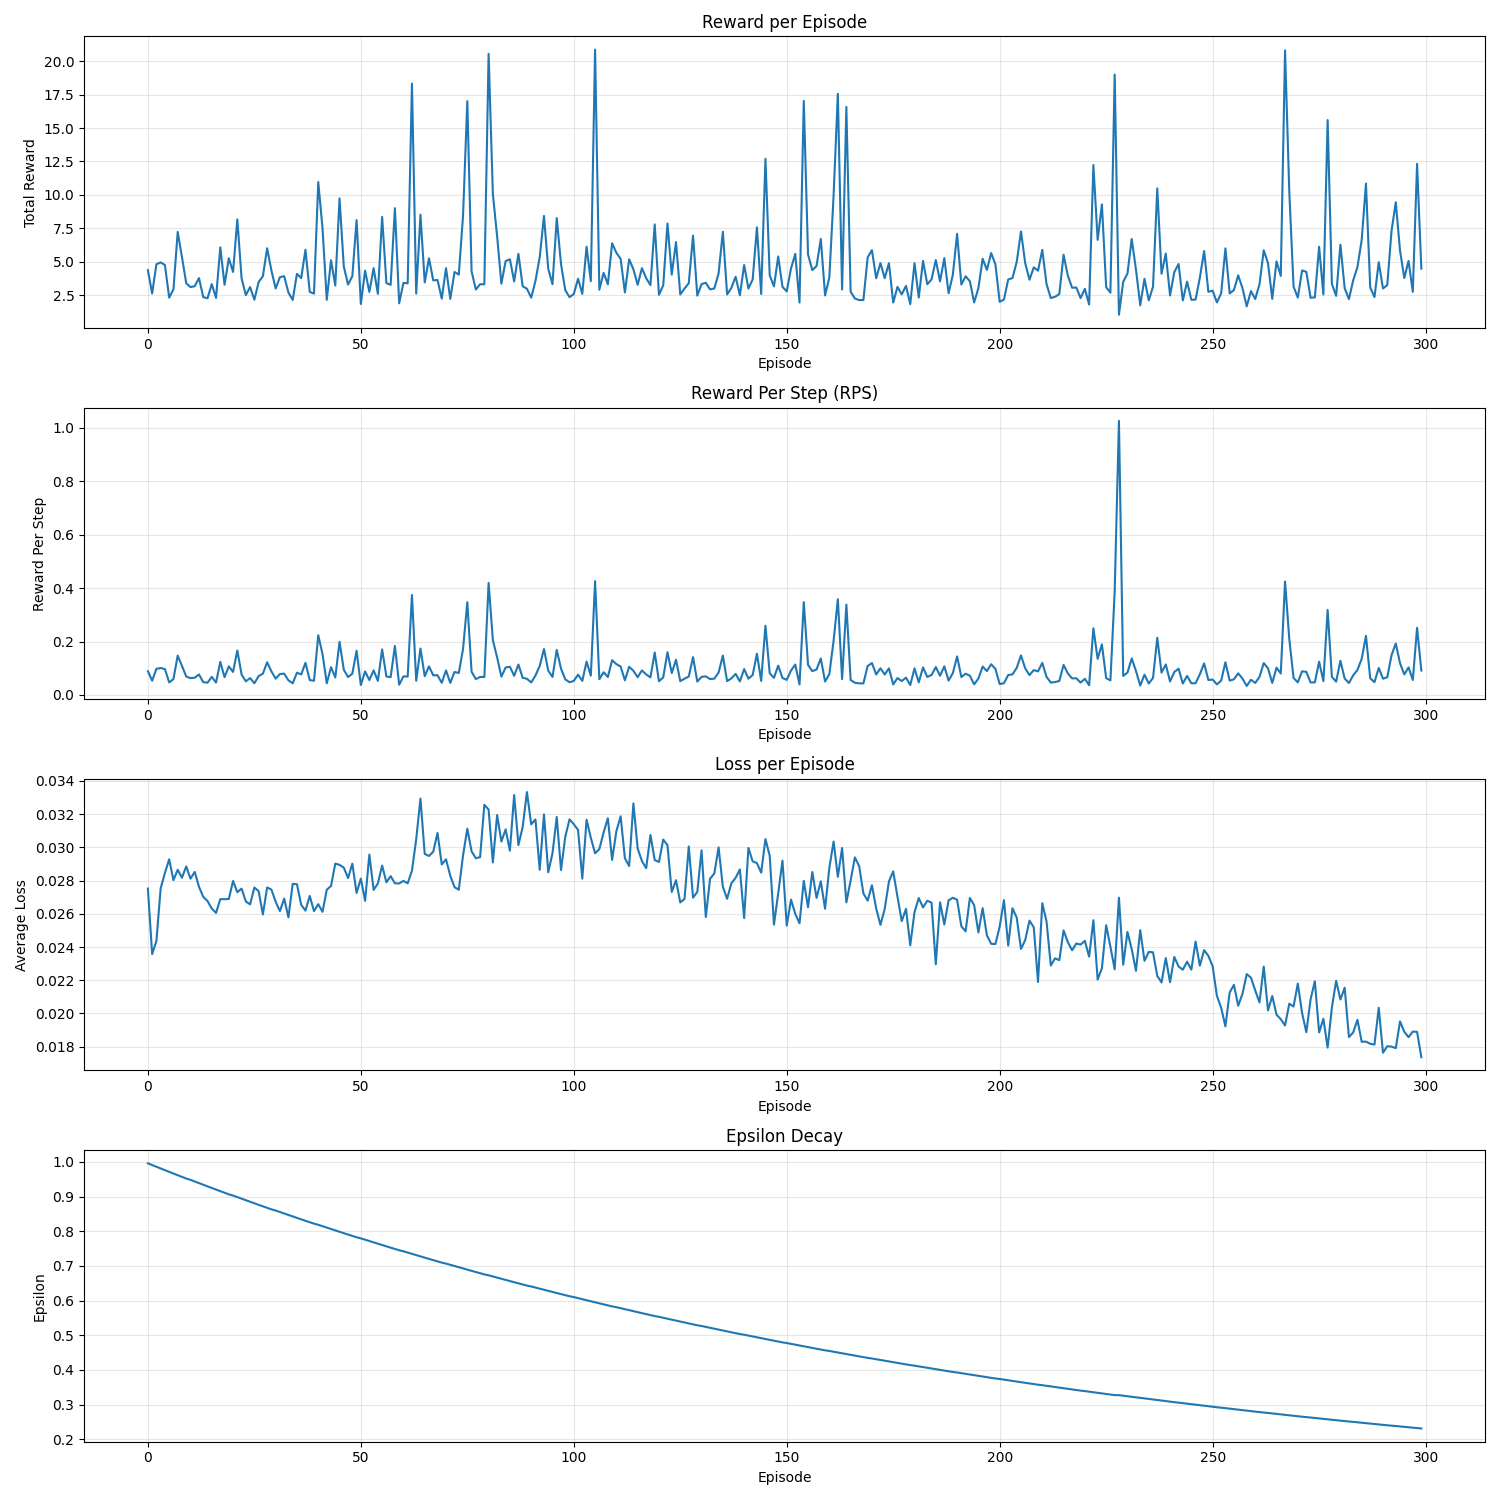 Reward per Episode
Total Reward
20.0
17.5
15.0
12.5
10.0
7.5
5.0
2.5
0 50 100 150 200 250 300
Episode
Reward Per Step (RPS)
Reward Per Step
1.0
0.8
0.6
0.4
0.2
0.0
0 50 100 150 200 250 300
Episode
Loss per Episode
Average Loss
0.034
0.032
0.030
0.028
0.026
0.024
0.022
0.020
0.018
0 50 100 150 200 250 300
Episode
Epsilon Decay
Epsilon
1.0
0.9
0.8
0.7
0.6
0.5
0.4
0.3
0.2
0 50 100 150 200 250 300
Episode